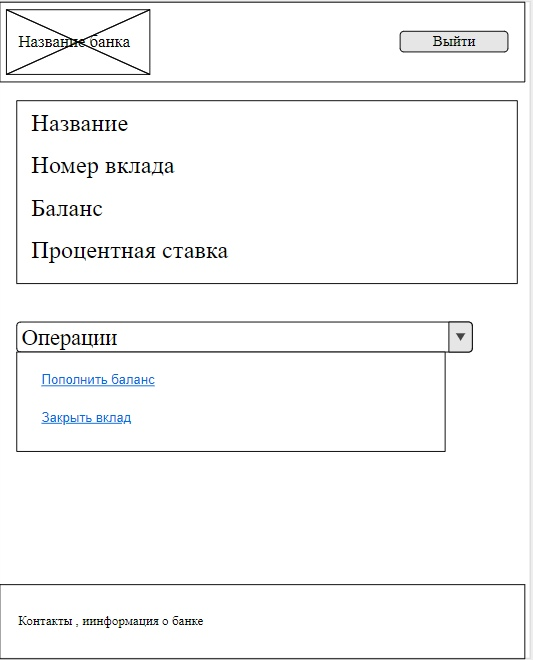 Название банка
Выйти
Название
Номер вклада
Баланс
Процентная ставка
Операции
Пополнить баланс
Закрыть вклад
Контакты , иинформация о банке